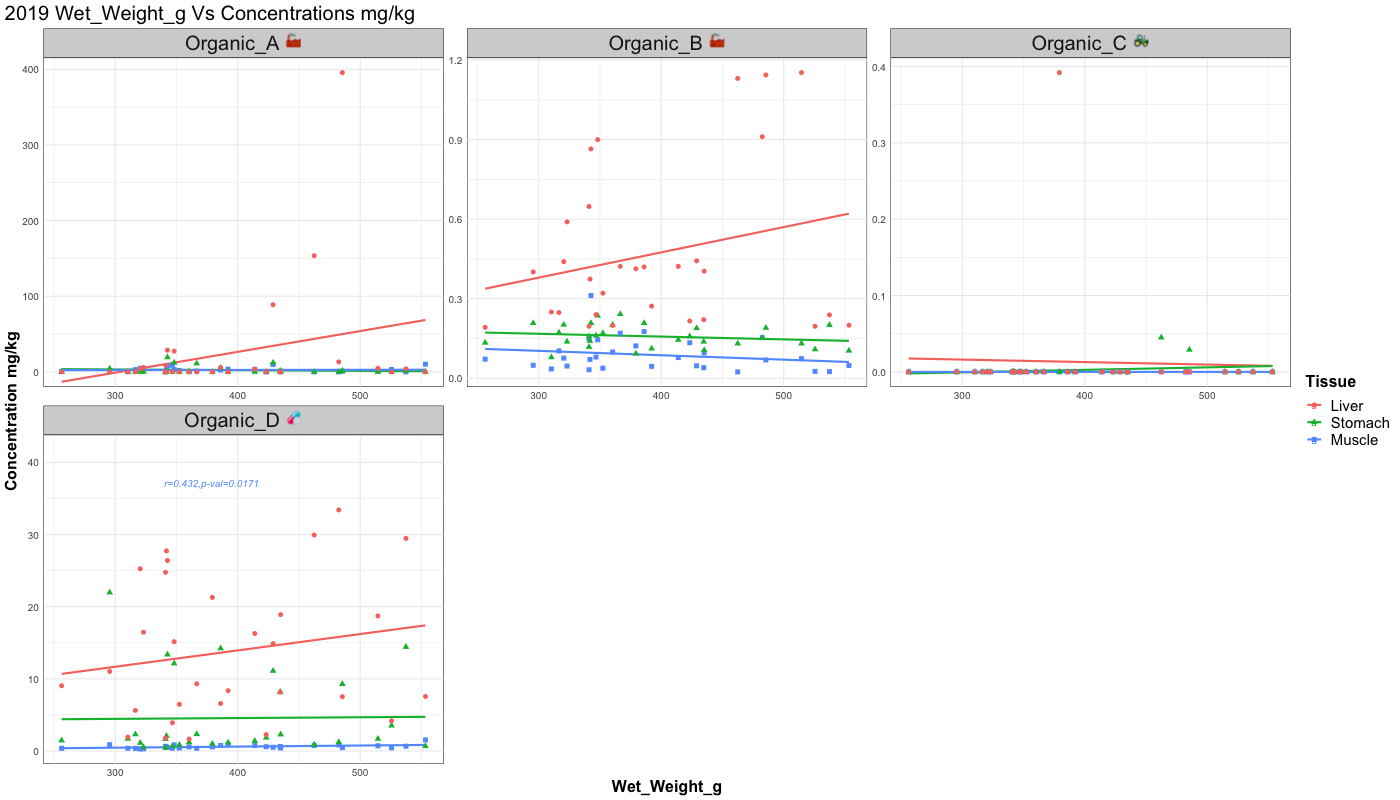 2019 Wet_Weight_g Vs Concentrations mg/kg
Organic_A 🏭
400
300
200
100
0
300
400
500
Organic_B 🏭
1.2
0.9
0.6
0.3
0.0
300
400
500
Organic_C 🚜
0.4
0.3
0.2
0.1
0.0
300
400
500
Organic_D 💊
40
30
20
10
0
r=0.432,p-val=0.0171
300
400
500
Concentration mg/kg
Wet_Weight_g
Tissue
Liver
Stomach
Muscle